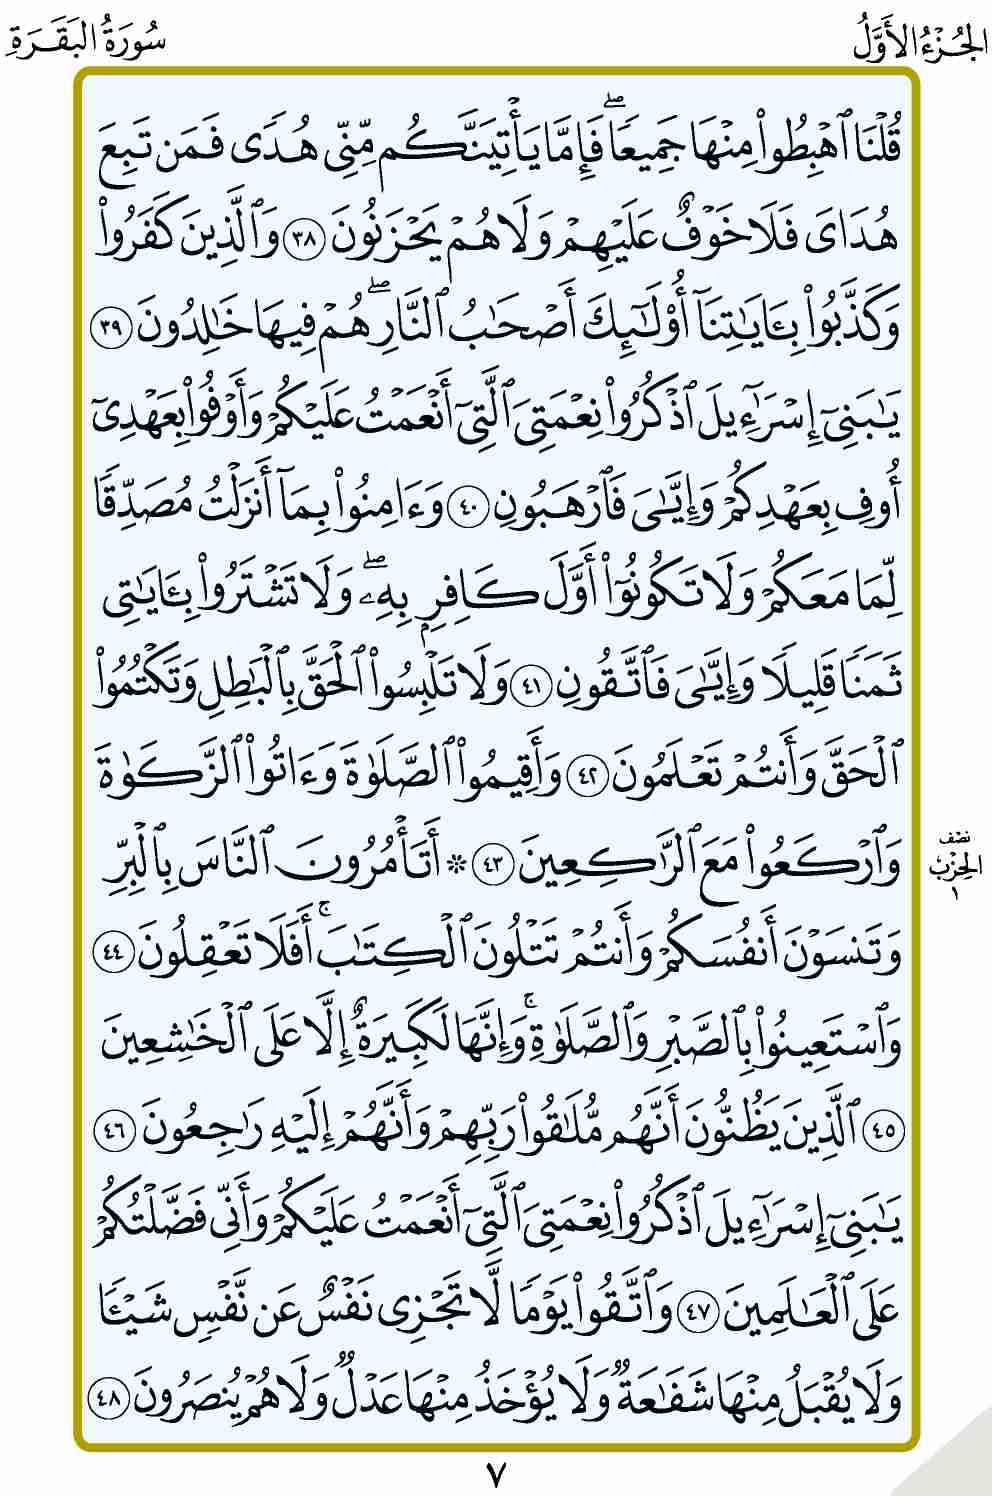 الجُزْءُ الأَوَّلُ
سُورَةُ البَقَرَةِ
قُلْنَا ٱهْبِطُوا۟ مِنْهَا جَمِيعًا ۖ فَإِمَّا يَأْتِيَنَّكُم مِّنِّى هُدًى فَمَن تَبِعَ
هُدَاىَ فَلَا خَوْفٌ عَلَيْهِمْ وَلَا هُمْ يَحْزَنُونَ ٣٨ وَٱلَّذِينَ كَفَرُوا۟
وَكَذَّبُوا۟ بِـَٔايَـٰتِنَآ أُو۟لَـٰٓئِكَ أَصْحَـٰبُ ٱلنَّارِ ۖ هُمْ فِيهَا خَـٰلِدُونَ ٣٩
يَـٰبَنِىٓ إِسْرَٰٓءِيلَ ٱذْكُرُوا۟ نِعْمَتِىَ ٱلَّتِىٓ أَنْعَمْتُ عَلَيْكُمْ وَأَوْفُوا۟ بِعَهْدِىٓ
أُوفِ بِعَهْدِكُمْ وَإِيَّـٰىَ فَٱرْهَبُونِ ٤٠ وَءَامِنُوا۟ بِمَآ أَنزَلْتُ مُصَدِّقًا
لِّمَا مَعَكُمْ وَلَا تَكُونُوٓا۟ أَوَّلَ كَافِرٍۭ بِهِۦ ۖ وَلَا تَشْتَرُوا۟ بِـَٔايَـٰتِى
ثَمَنًا قَلِيلًا وَإِيَّـٰىَ فَٱتَّقُونِ ٤١ وَلَا تَلْبِسُوا۟ ٱلْحَقَّ بِٱلْبَـٰطِلِ وَتَكْتُمُوا۟
ٱلْحَقَّ وَأَنتُمْ تَعْلَمُونَ ٤٢ وَأَقِيمُوا۟ ٱلصَّلَوٰةَ وَءَاتُوا۟ ٱلزَّكَوٰةَ
وَٱرْكَعُوا۟ مَعَ ٱلرَّٰكِعِينَ ٤٣ ۞ أَتَأْمُرُونَ ٱلنَّاسَ بِٱلْبِرِّ
نصْف
الحِزْب
١
وَتَنسَوْنَ أَنفُسَكُمْ وَأَنتُمْ تَتْلُونَ ٱلْكِتَـٰبَ ۚ أَفَلَا تَعْقِلُونَ ٤٤
وَٱسْتَعِينُوا۟ بِٱلصَّبْرِ وَٱلصَّلَوٰةِ ۚ وَإِنَّهَا لَكَبِيرَةٌ إِلَّا عَلَى ٱلْخَـٰشِعِينَ
٤٥ ٱلَّذِينَ يَظُنُّونَ أَنَّهُم مُّلَـٰقُوا۟ رَبِّهِمْ وَأَنَّهُمْ إِلَيْهِ رَٰجِعُونَ ٤٦
يَـٰبَنِىٓ إِسْرَٰٓءِيلَ ٱذْكُرُوا۟ نِعْمَتِىَ ٱلَّتِىٓ أَنْعَمْتُ عَلَيْكُمْ وَأَنِّى فَضَّلْتُكُمْ
عَلَى ٱلْعَـٰلَمِينَ ٤٧ وَٱتَّقُوا۟ يَوْمًا لَّا تَجْزِى نَفْسٌ عَن نَّفْسٍ شَيْـًٔا
وَلَا يُقْبَلُ مِنْهَا شَفَـٰعَةٌ وَلَا يُؤْخَذُ مِنْهَا عَدْلٌ وَلَا هُمْ يُنصَرُونَ ٤٨
٧